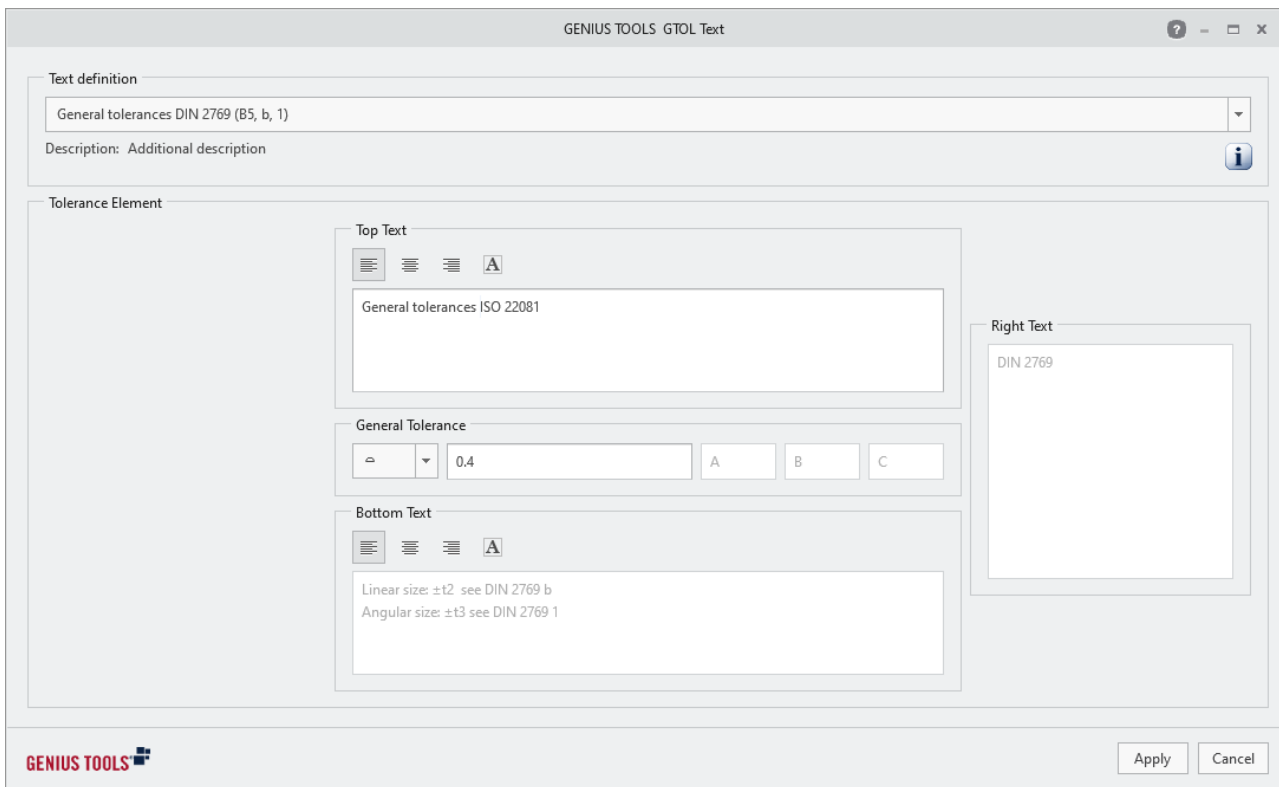 GENIUS TOOLS GTOL Text
Text definition
General tolerances DIN 2769 (B5, b, 1)
Description: Additional description
Tolerance Element
Top Text
A
General tolerances ISO 22081
Right Text
DIN 2769
General Tolerance
⌓ 0.4 A B C
Bottom Text
A
Linear size: ±t2 see DIN 2769 b
Angular size: ±t3 see DIN 2769 1
GENIUS TOOLS®
Apply Cancel